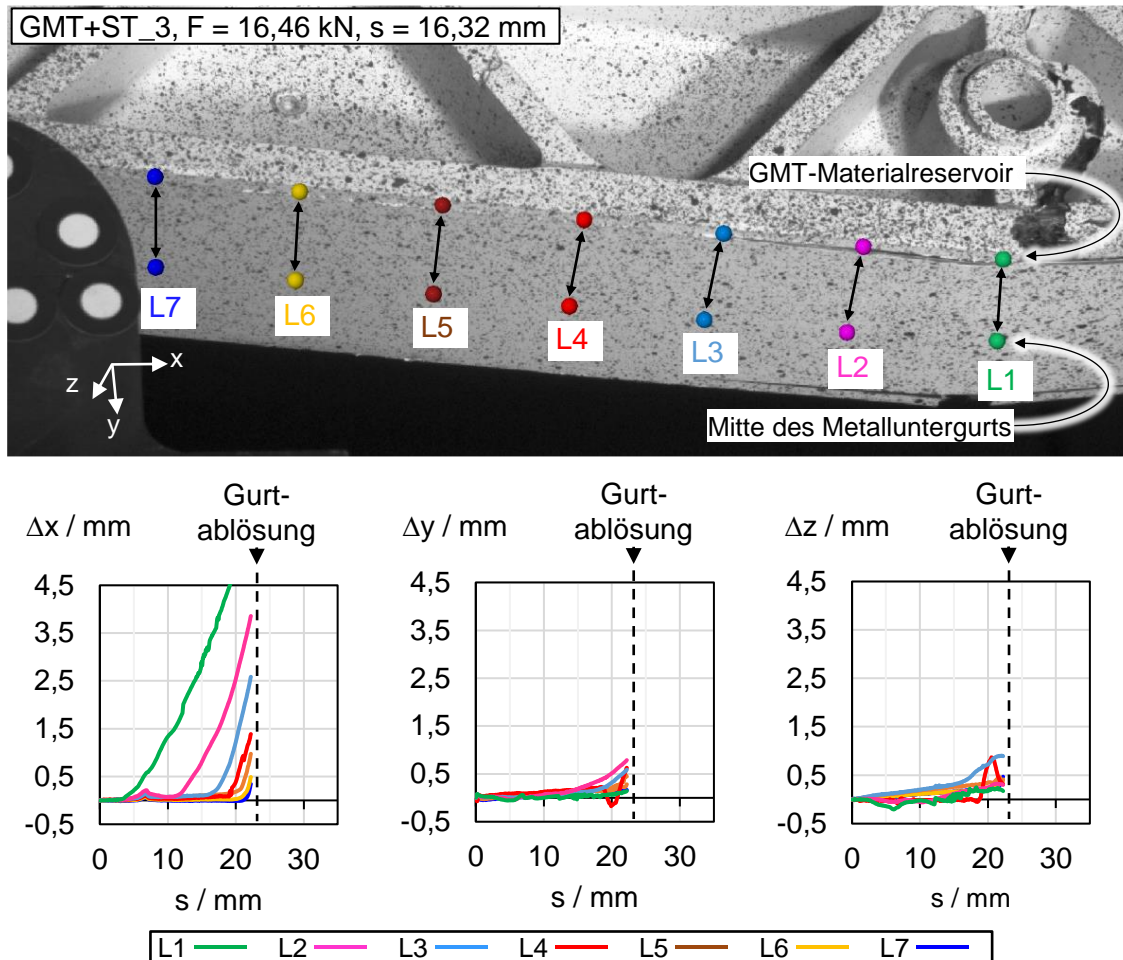 GMT+ST_3, F = 16,46 kN, s = 16,32 mm
GMT-Materialreservoir
L7
L6
L5
L4
L3
L2
L1
x
z
y
Mitte des Metalluntergurts
Δx / mm
Gurt-
ablösung
4,5
3,5
2,5
1,5
0,5
-0,5
0 10 20 30
s / mm
Δy / mm
Gurt-
ablösung
4,5
3,5
2,5
1,5
0,5
-0,5
0 10 20 30
s / mm
Δz / mm
Gurt-
ablösung
4,5
3,5
2,5
1,5
0,5
-0,5
0 10 20 30
s / mm
L1 L2 L3 L4 L5 L6 L7